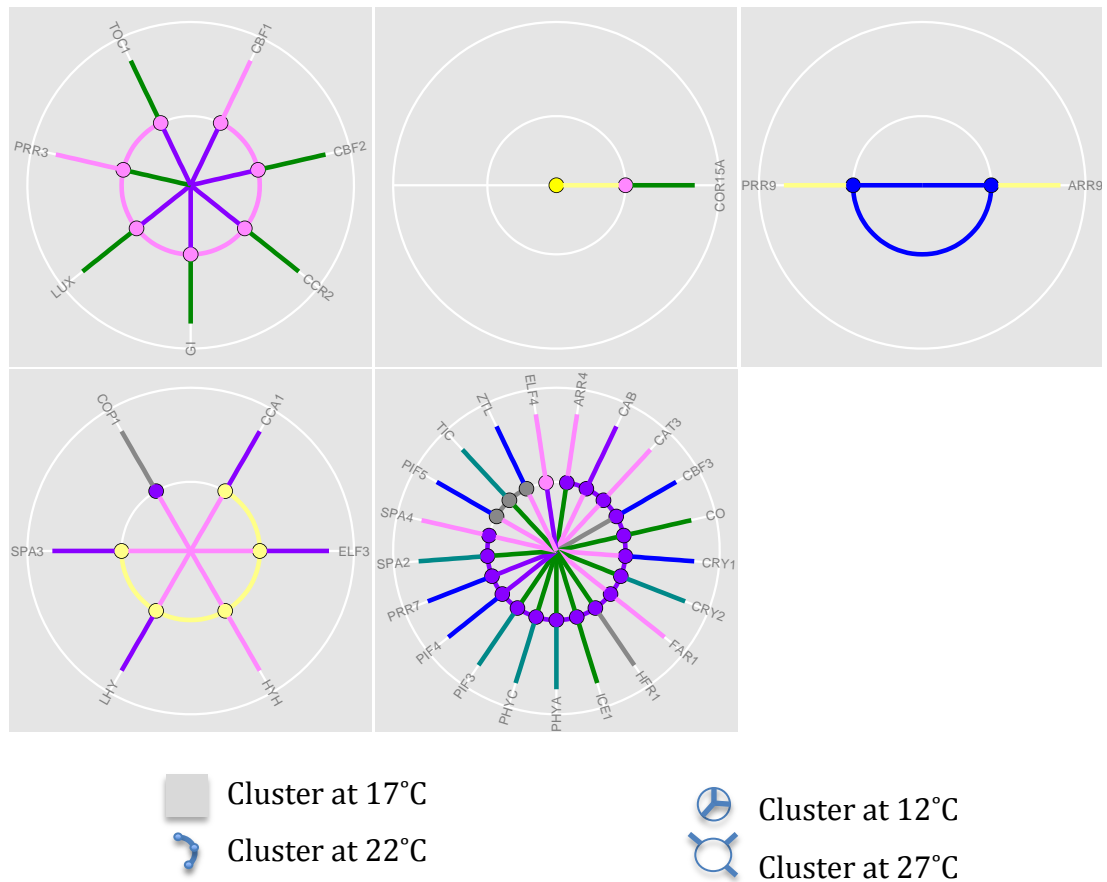 TOC1
CBF1
PRR3
CBF2
LUX
CCR2
GI
COR15A
PRR9
ARR9
COP1
CCA1
SPA3
ELF3
LHY
HYH
ELF4
ARR4
ZTL
CAB
TIC
CAT3
PIF5
CBF3
SPA4
CO
SPA2
CRY1
PRR7
CRY2
PIF4
FAR1
PIF3
HFR1
PHYC
PHYA
ICE1
Cluster at 17˚C
Cluster at 12˚C
Cluster at 22˚C
Cluster at 27˚C